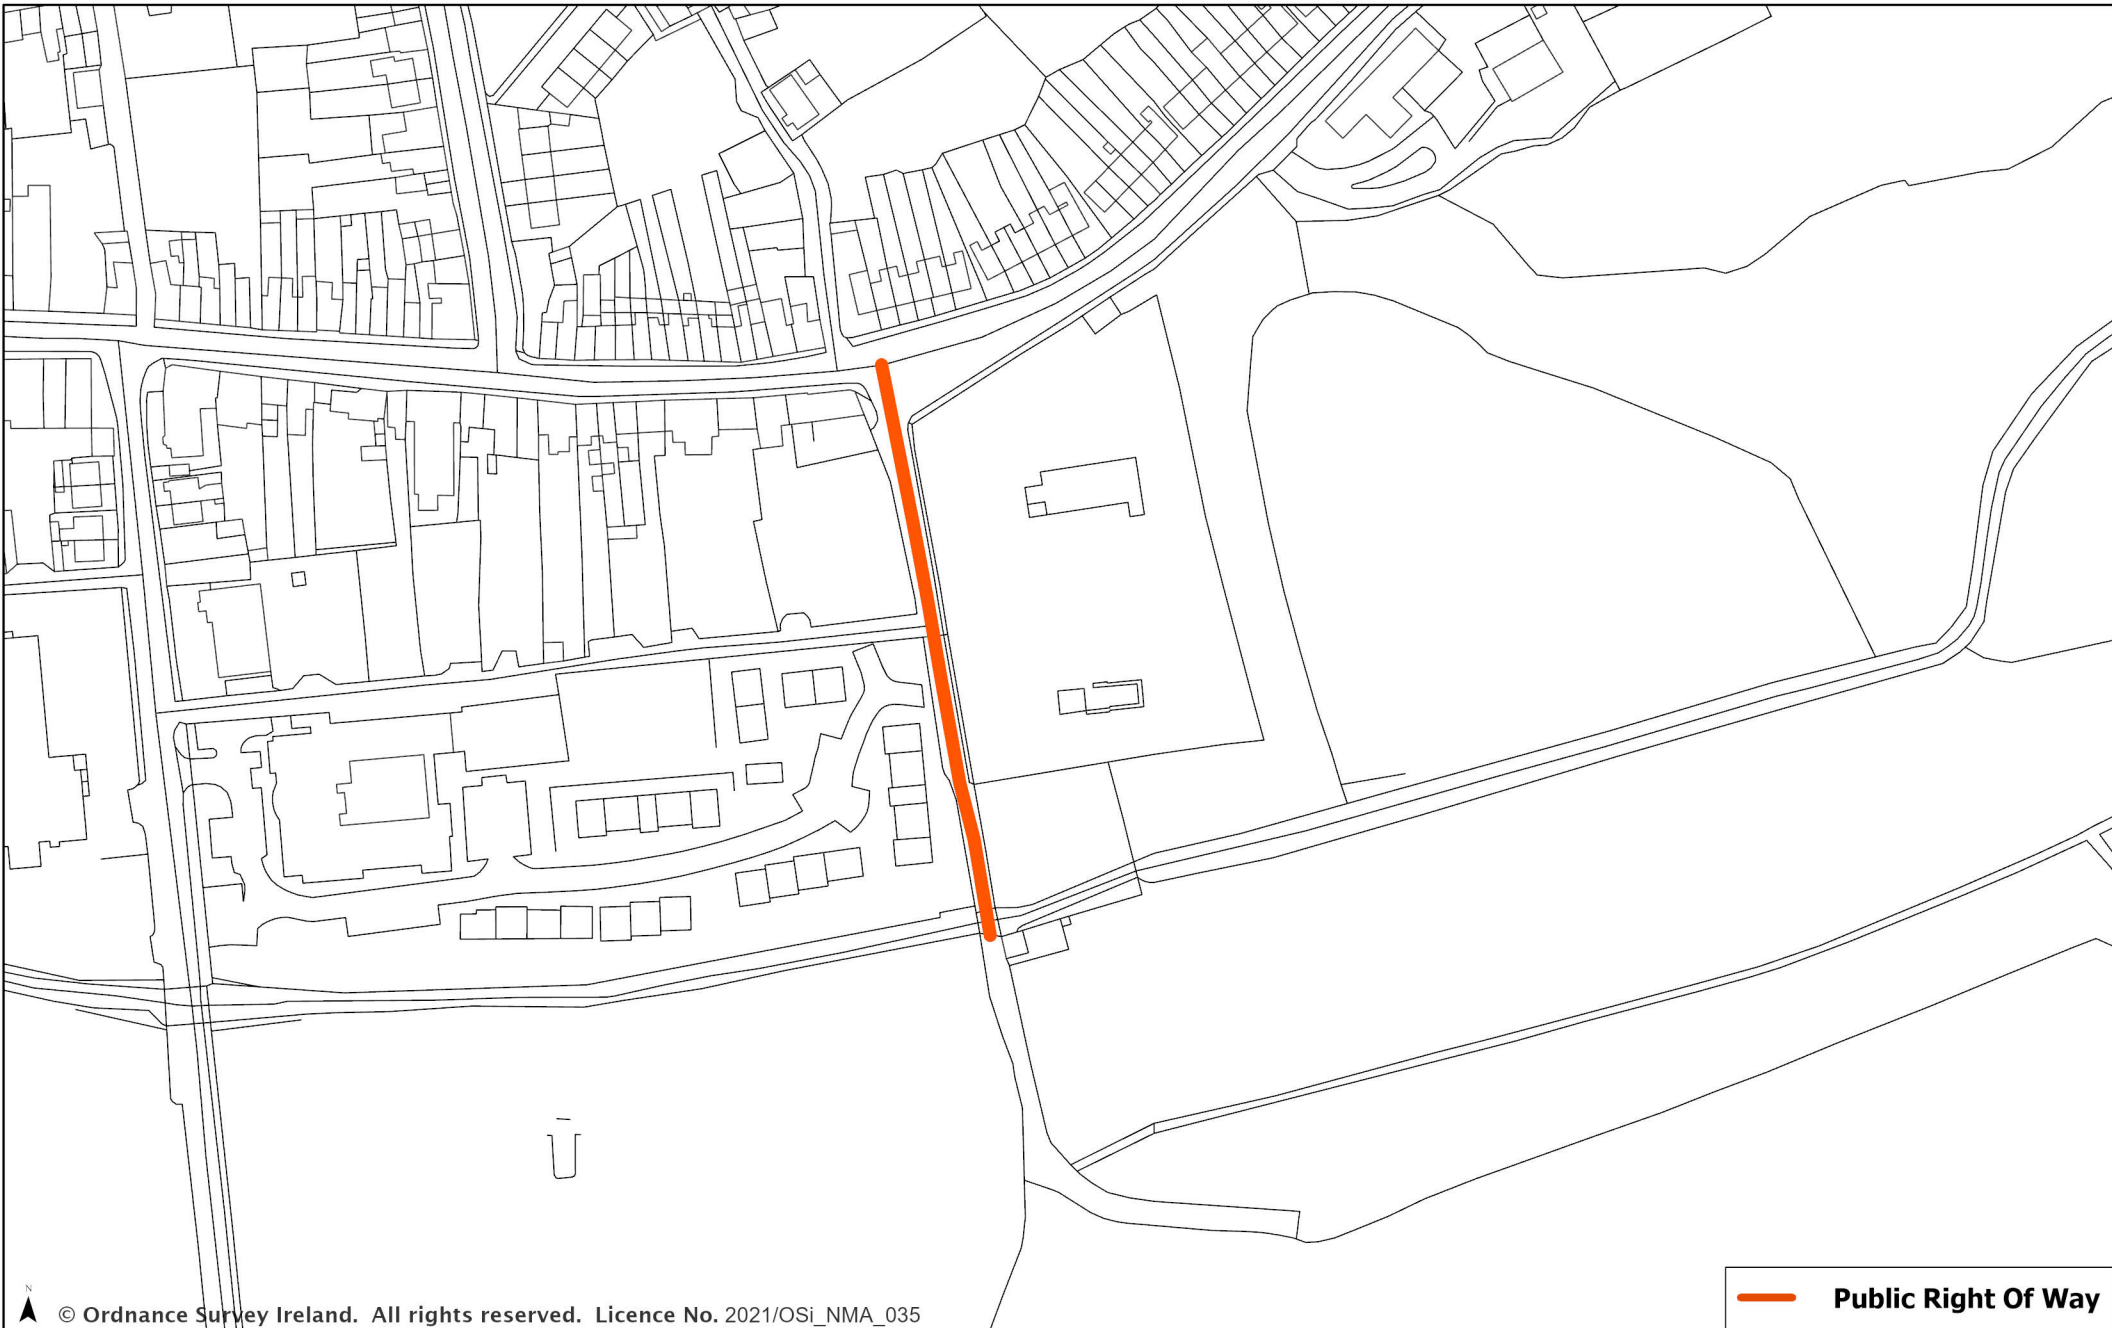 N
© Ordnance Survey Ireland. All rights reserved. Licence No. 2021/OSi_NMA_035
Public Right Of Way